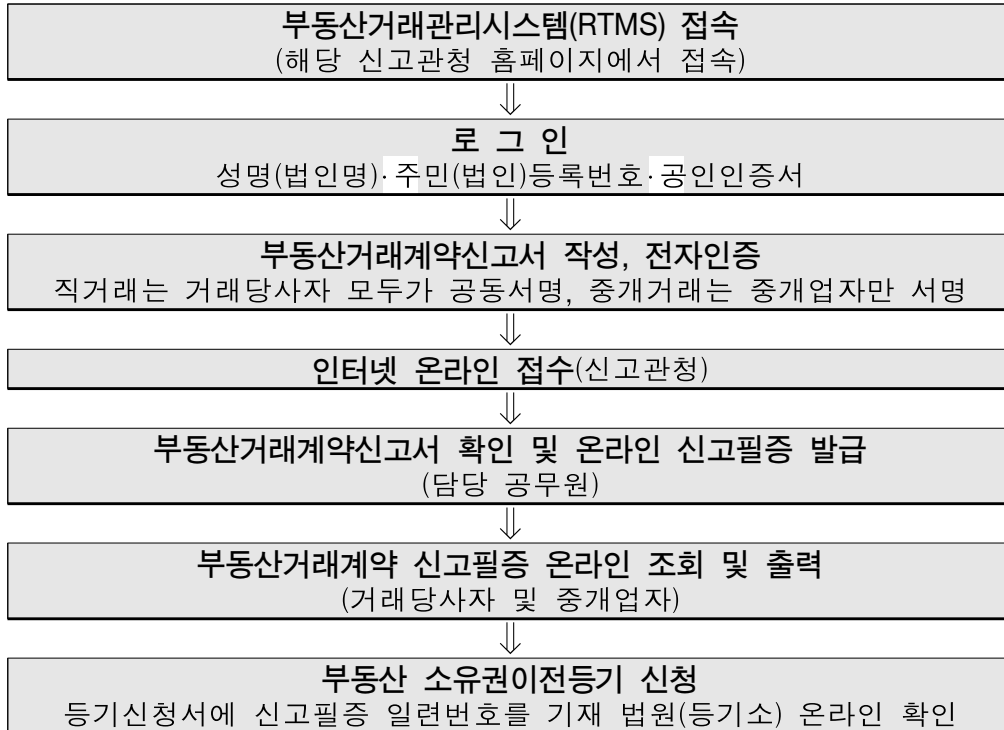 부동산거래관리시스템(RTMS) 접속
(해당 신고관청 홈페이지에서 접속)
⇓
로 그 인
성명(법인명)·주민(법인)등록번호·공인인증서
⇓
부동산거래계약신고서 작성, 전자인증
직거래는 거래당사자 모두가 공동서명, 중개거래는 중개업자만 서명
⇓
인터넷 온라인 접수(신고관청)
⇓
부동산거래계약신고서 확인 및 온라인 신고필증 발급
(담당 공무원)
⇓
부동산거래계약 신고필증 온라인 조회 및 출력
(거래당사자 및 중개업자)
⇓
부동산 소유권이전등기 신청
등기신청서에 신고필증 일련번호를 기재 법원(등기소) 온라인 확인